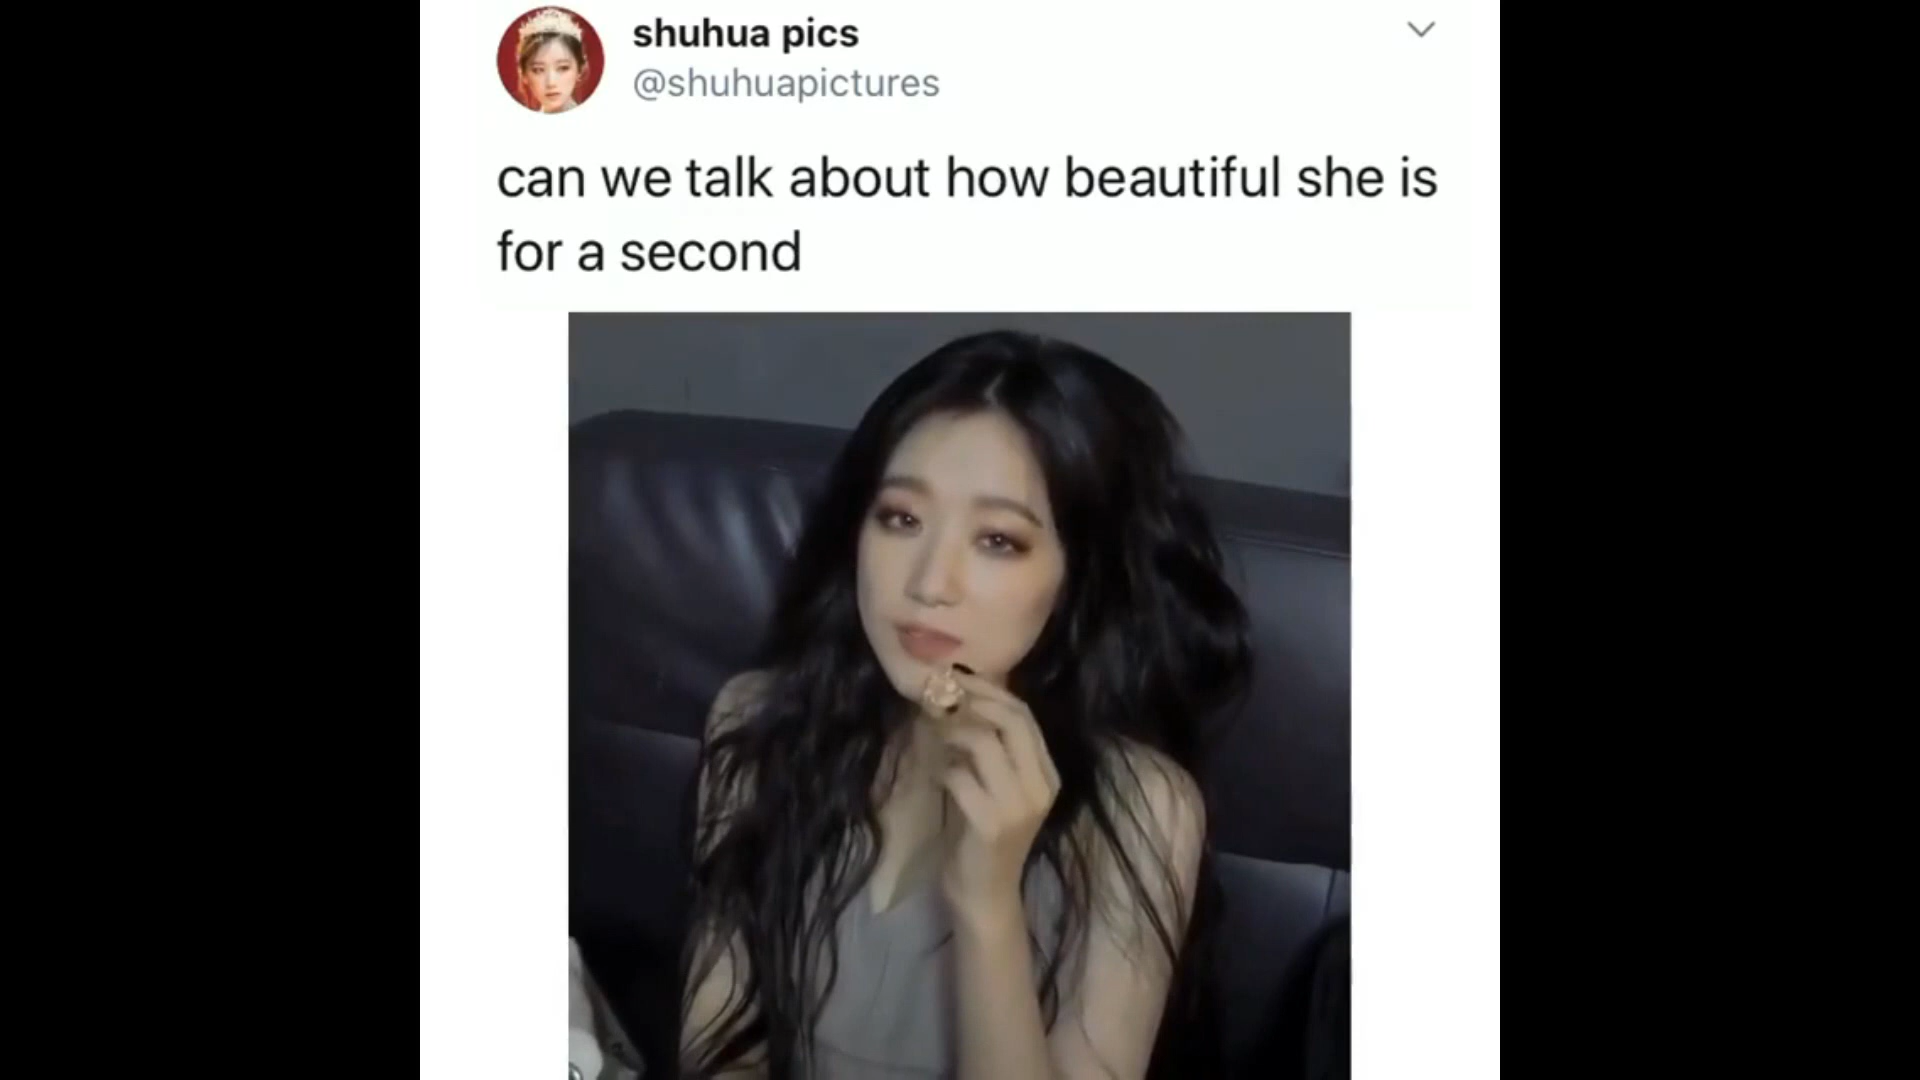 shuhua pics
@shuhuapictures
can we talk about how beautiful she is
for a second